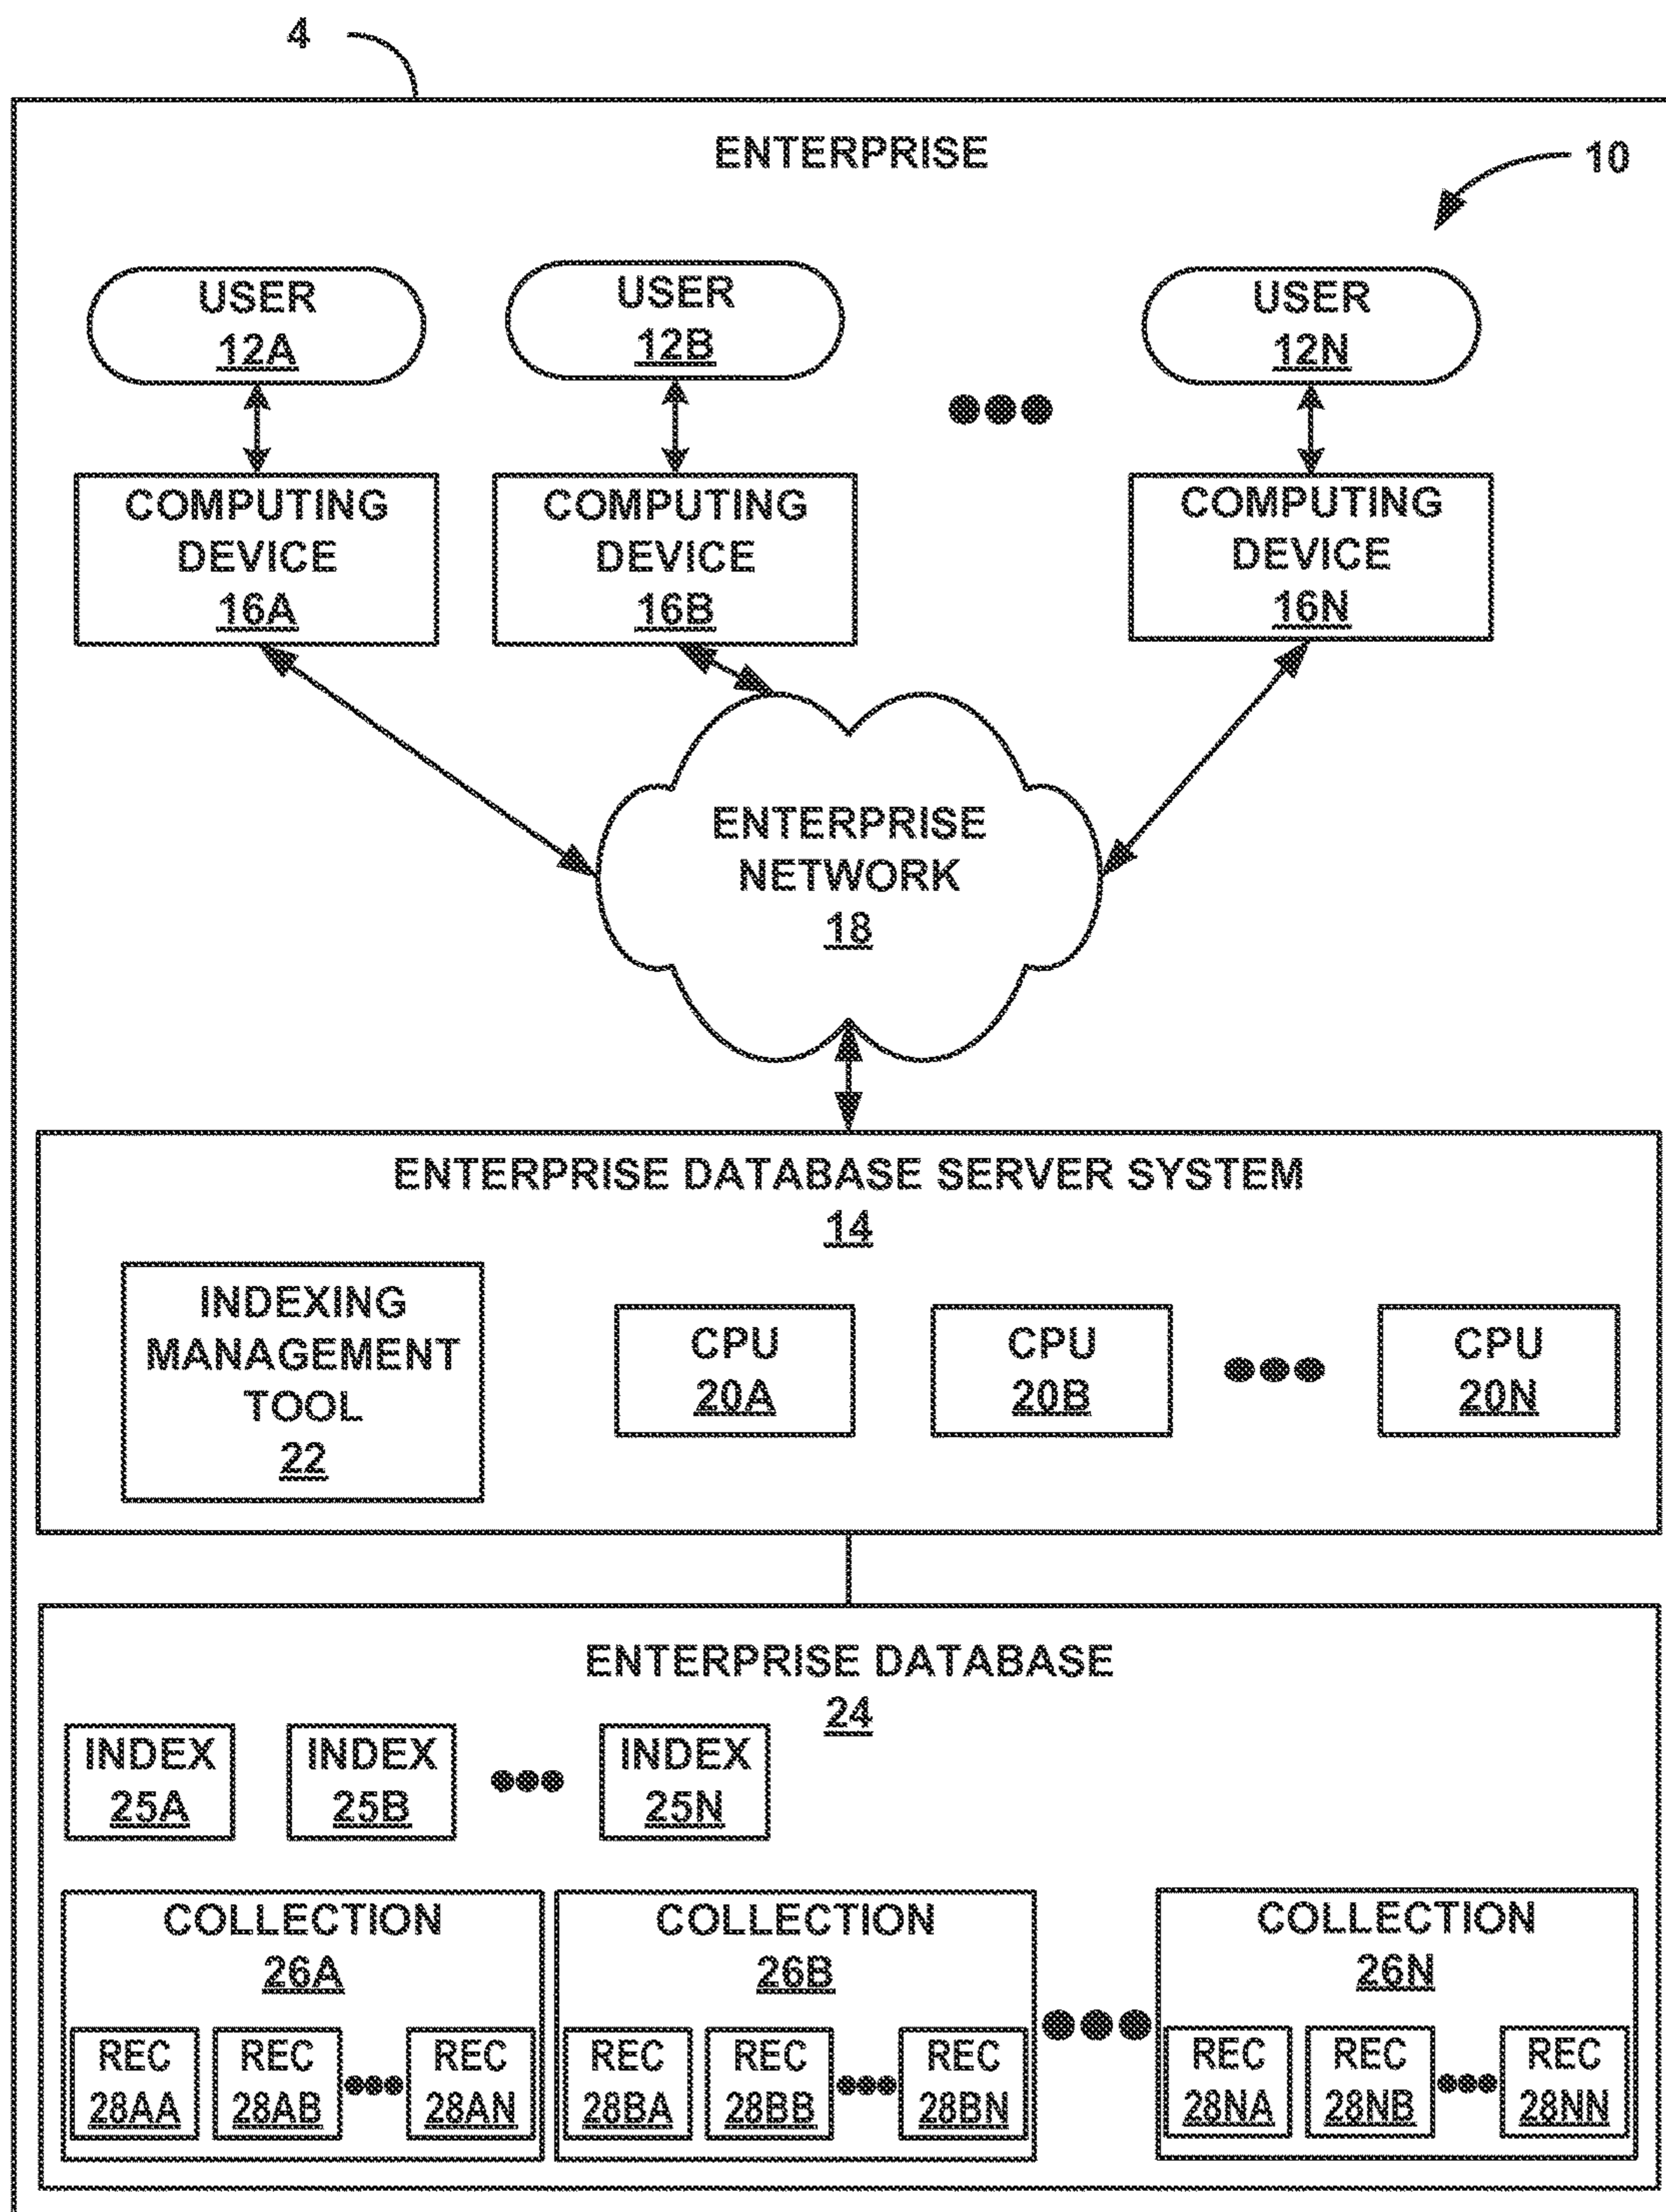 4
ENTERPRISE
10
USER
12A
USER
12B
USER
12N
COMPUTING
DEVICE
16A
COMPUTING
DEVICE
16B
COMPUTING
DEVICE
16N
ENTERPRISE
NETWORK
18
ENTERPRISE DATABASE SERVER SYSTEM
14
INDEXING
MANAGEMENT
TOOL
22
CPU
20A
CPU
20B
CPU
20N
ENTERPRISE DATABASE
24
INDEX
25A
INDEX
25B
INDEX
25N
COLLECTION
26A
REC
28AA
REC
28AB
REC
28AN
COLLECTION
26B
REC
28BA
REC
28BB
REC
28BN
COLLECTION
26N
REC
28NA
REC
28NB
REC
28NN